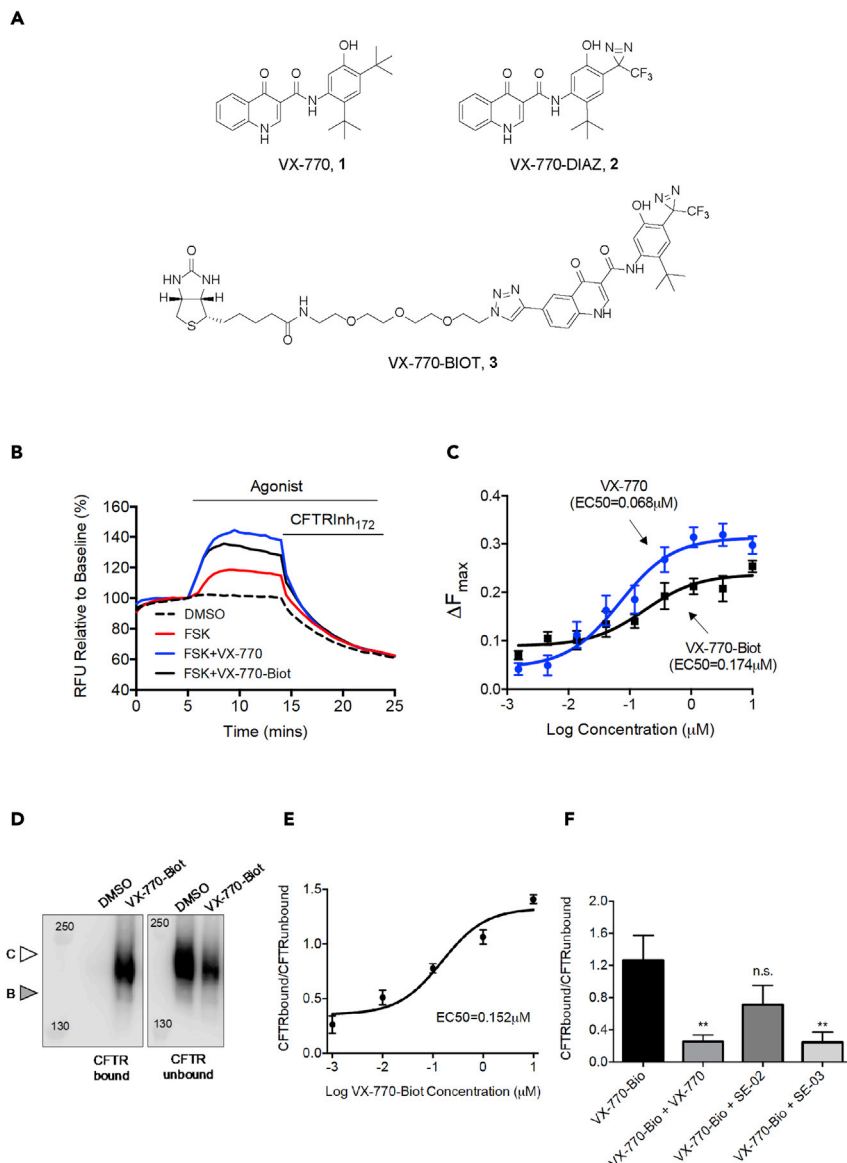 A
VX-770, 1
VX-770-DIAZ, 2
VX-770-BIOT, 3
B
RFU Relative to Baseline (%)
160
140
120
100
80
60
40
Agonist
CFTRInh172
DMSO
FSK
FSK+VX-770
FSK+VX-770-Biot
0 5 10 15 20 25
Time (mins)
C
ΔFmax
0.4
0.3
0.2
0.1
0.0
VX-770
(EC50=0.068μM)
VX-770-Biot
(EC50=0.174μM)
-3 -2 -1 0 1
Log Concentration (μM)
D
DMSO
VX-770-Biot
DMSO
VX-770-Biot
250
250
C
B
130
130
CFTR
bound
CFTR
unbound
E
CFTRbound/CFTRunbound
1.5
1.0
0.5
0.0
EC50=0.152μM
-3 -2 -1 0 1
Log VX-770-Biot Concentration (μM)
F
CFTRbound/CFTRunbound
2.0
1.6
1.2
0.8
0.4
0.0
**
n.s.
**
VX-770-Bio
VX-770-Bio + VX-770
VX-770-Bio + SE-02
VX-770-Bio + SE-03